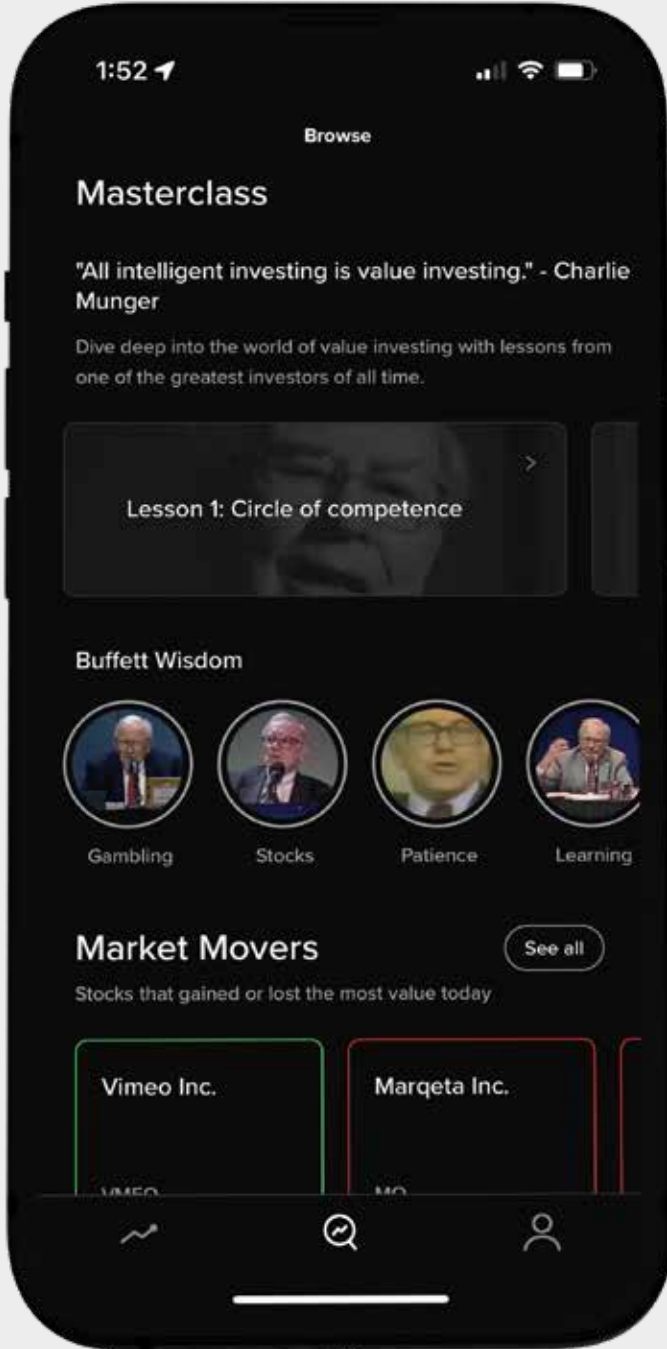 1:52
Browse
Masterclass
"All intelligent investing is value investing." - Charlie
Munger
Dive deep into the world of value investing with lessons from
one of the greatest investors of all time.
Lesson 1: Circle of competence
Buffett Wisdom
Gambling
Stocks
Patience
Learning
Market Movers
See all
Stocks that gained or lost the most value today
Vimeo Inc.
Marqeta Inc.
VMEO
MQ